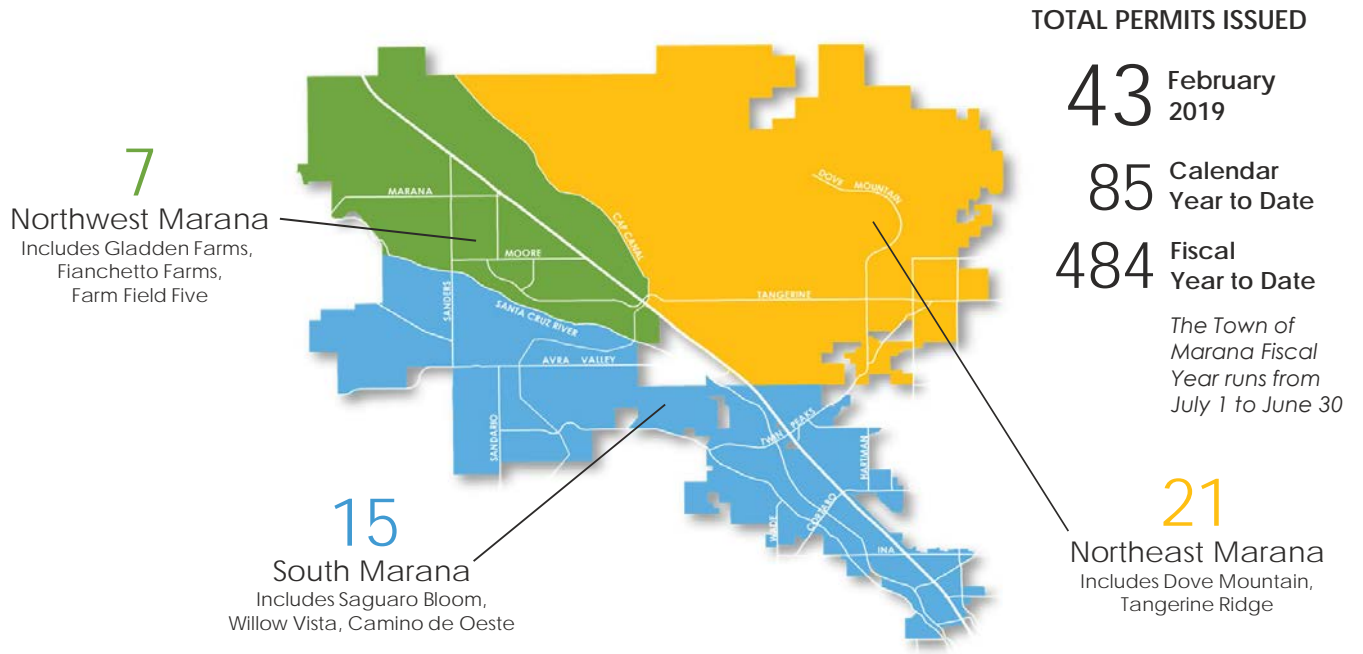 TOTAL PERMITS ISSUED
43 February
2019
85 Calendar
Year to Date
484 Fiscal
Year to Date
The Town of
Marana Fiscal
Year runs from
July 1 to June 30
7
Northwest Marana
Includes Gladden Farms,
Fianchetto Farms,
Farm Field Five
15
South Marana
Includes Saguaro Bloom,
Willow Vista, Camino de Oeste
21
Northeast Marana
Includes Dove Mountain,
Tangerine Ridge
DOVE MOUNTAIN
MARANA
CAP CANAL
MOORE
TANGERINE
SANDERS
SANTA CRUZ RIVER
AVRA VALLEY
SANDARIO
TWIN PEAKS
HARTMAN
CORTARO
WADE
INA